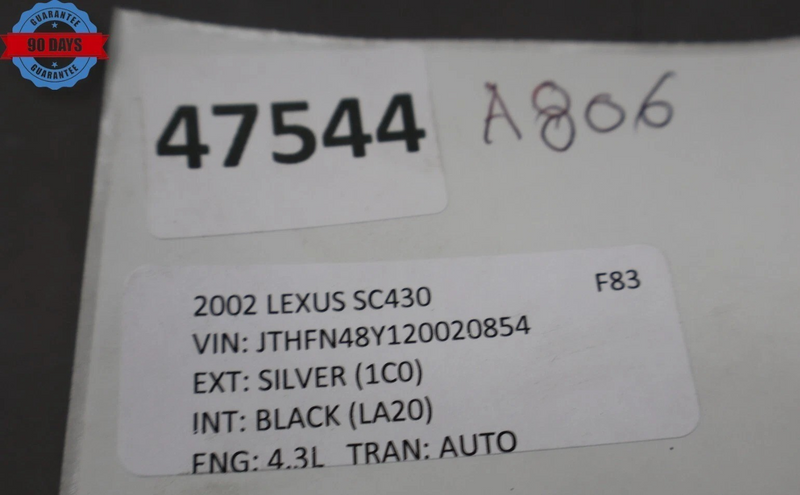 GUARANTEE
90 DAYS
GUARANTEE
47544
A806
2002 LEXUS SC430
F83
VIN: JTHFN48Y120020854
EXT: SILVER (1C0)
INT: BLACK (LA20)
ENG: 4.3L TRAN: AUTO